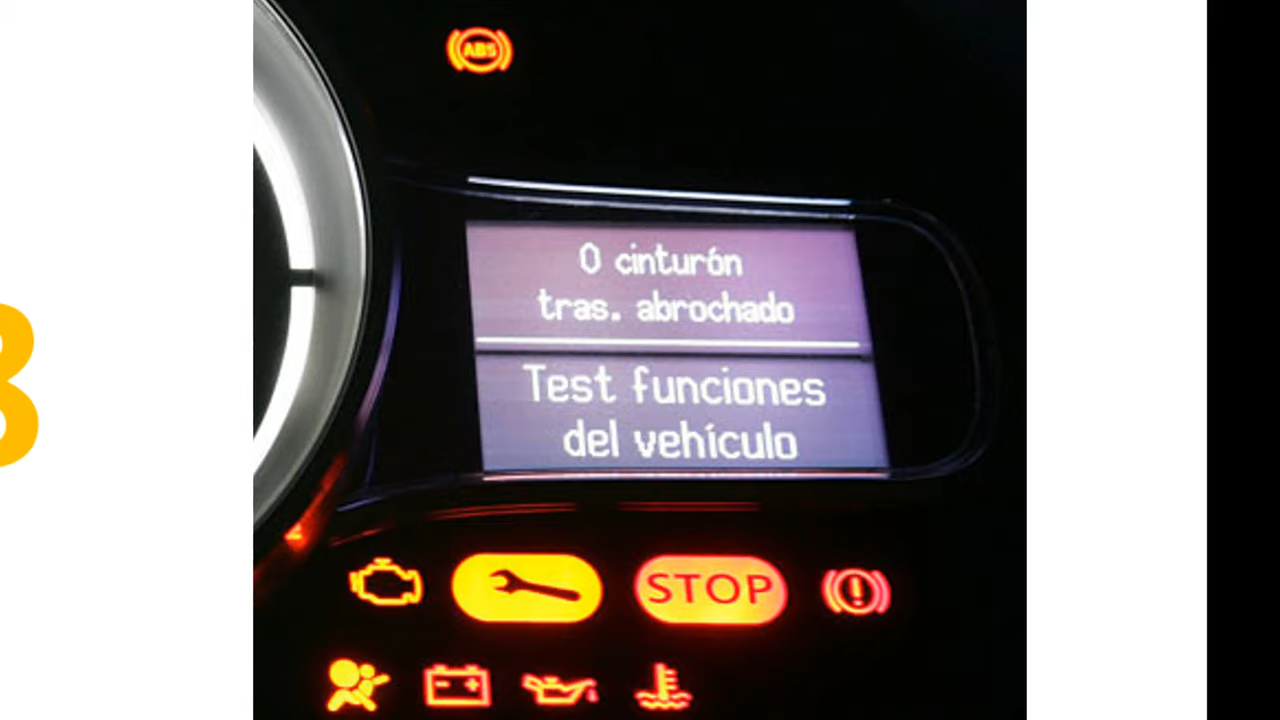 ABS
0 cinturón
tras. abrochado
Test funciones
del vehículo
STOP